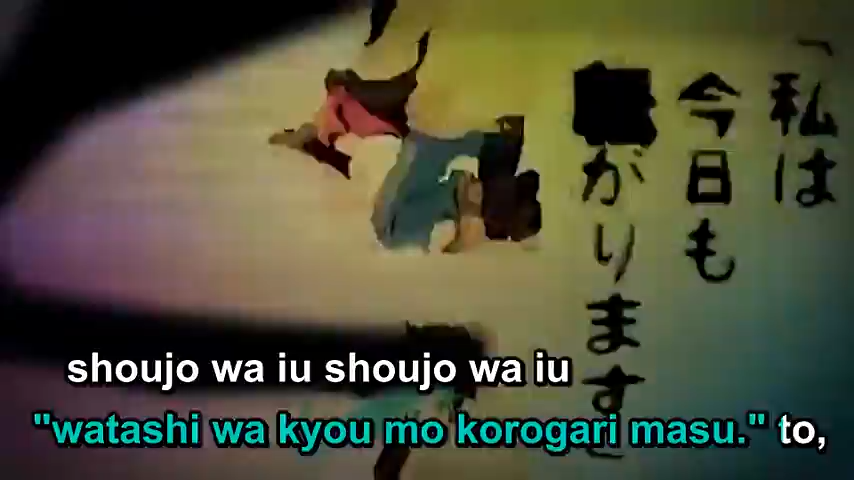 「私は
今日も
がります」
shoujo wa iu shoujo wa iu
"watashi wa kyou mo korogari masu." to,